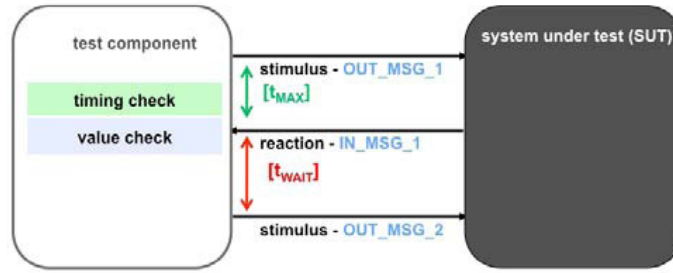 test component
system under test (SUT)
stimulus - OUT_MSG_1
[tMAX]
timing check
value check
reaction - IN_MSG_1
[tWAIT]
stimulus - OUT_MSG_2